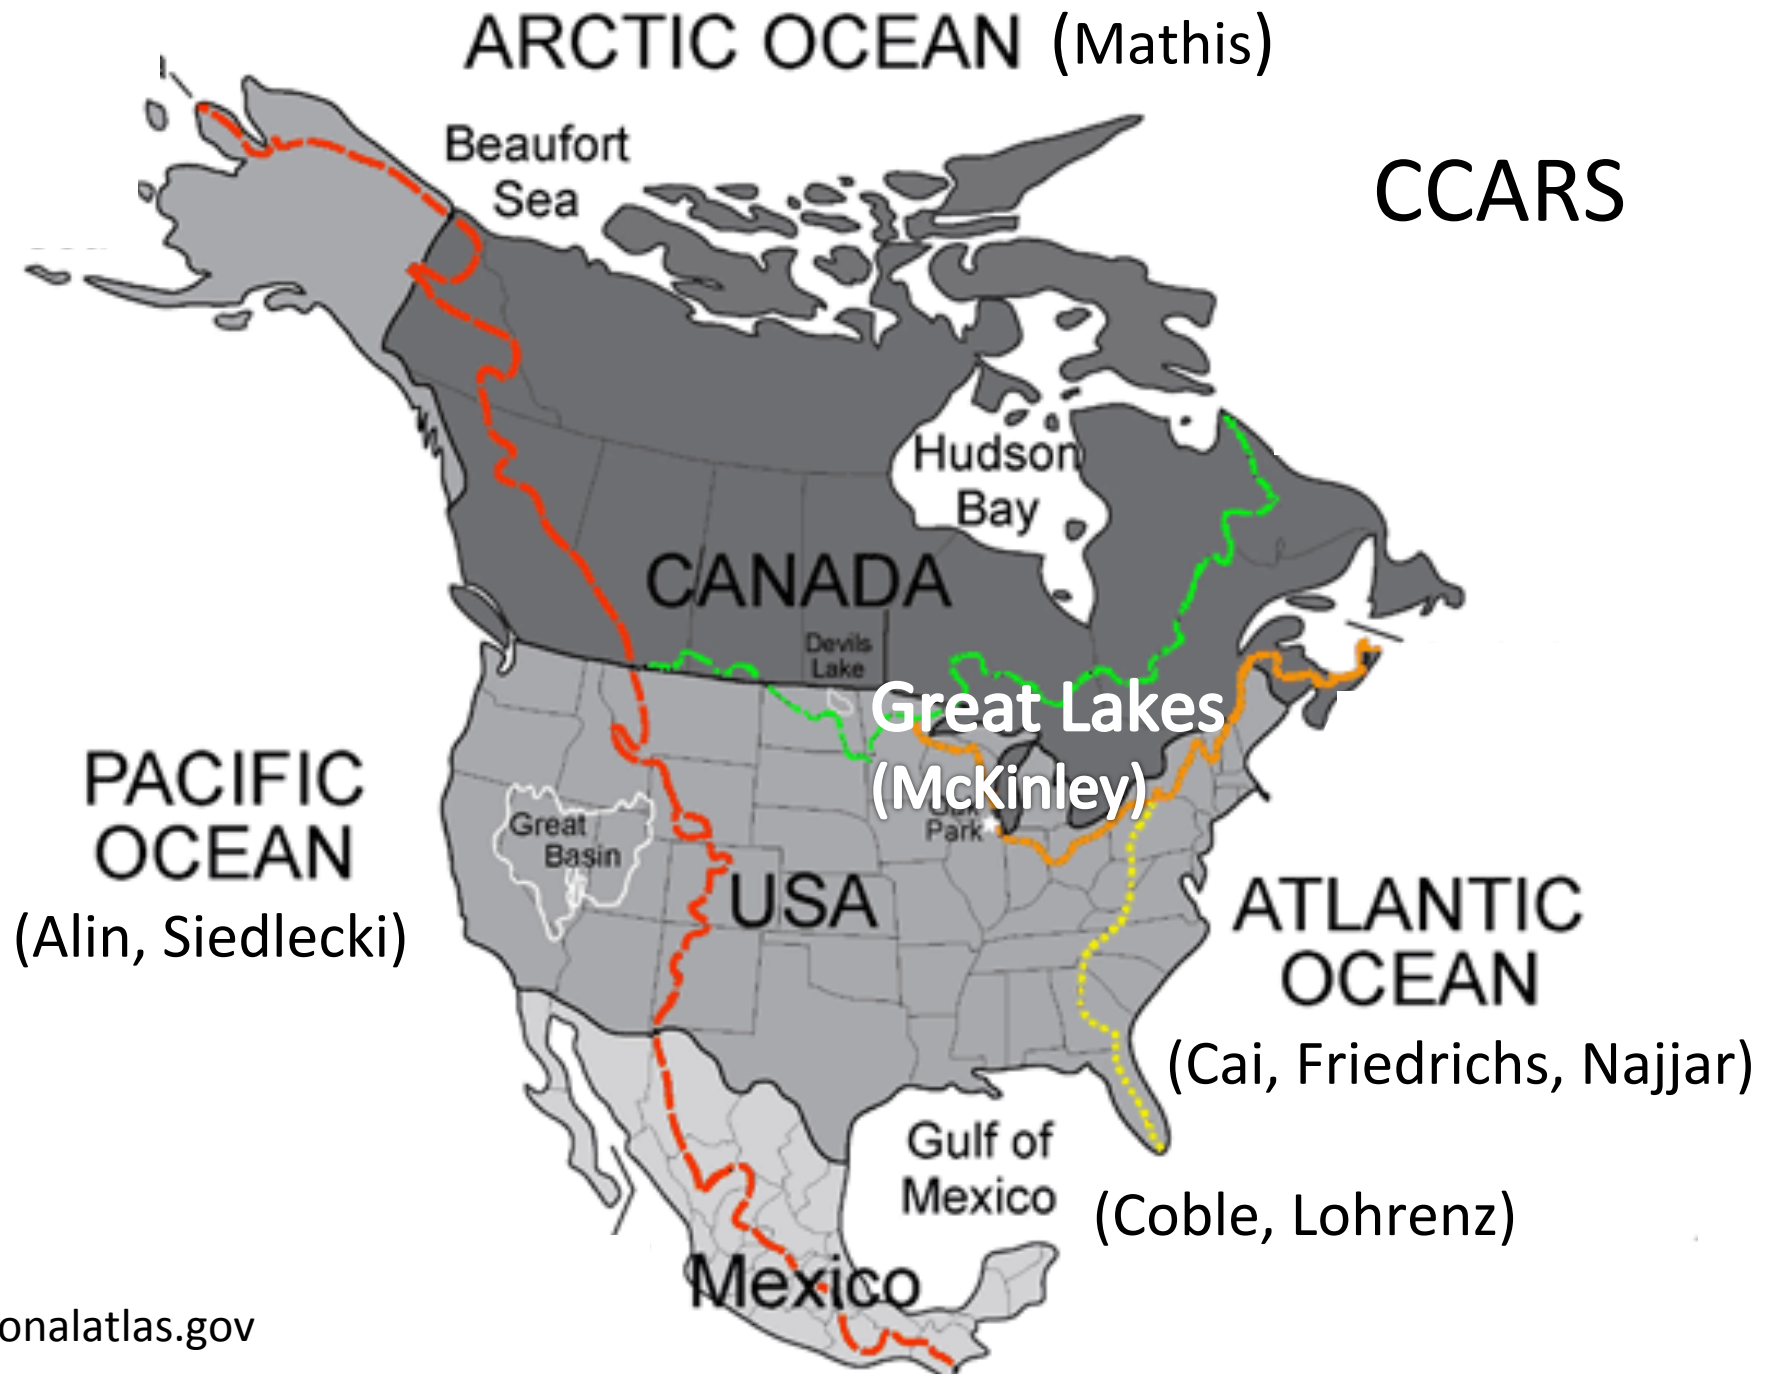 ARCTIC OCEAN (Mathis)
Beaufort
Sea
CCARS
Hudson
Bay
CANADA
Devils
Lake
Great Lakes
(McKinley)
Park
PACIFIC
OCEAN
(Alin, Siedlecki)
Great
Basin
USA
ATLANTIC
OCEAN
(Cai, Friedrichs, Najjar)
Gulf of
Mexico
(Coble, Lohrenz)
Mexico
onalatlas.gov